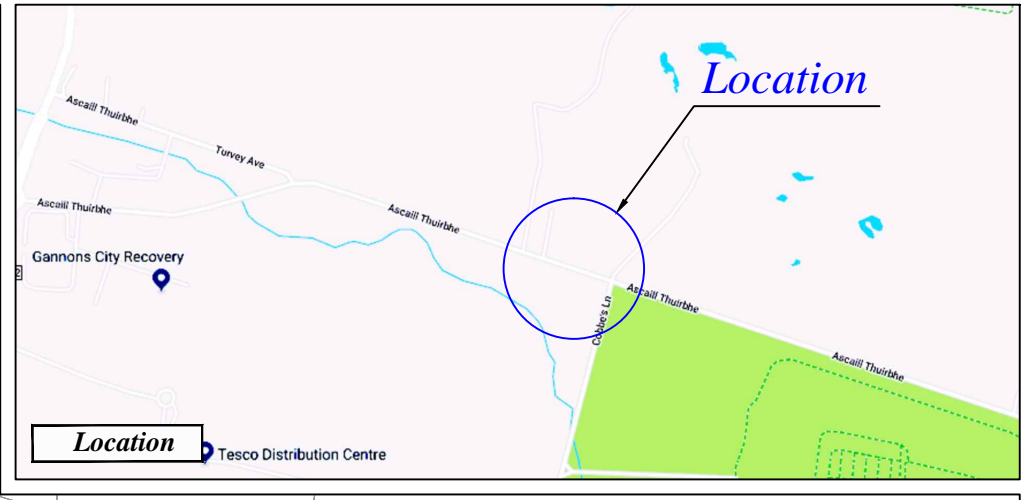 Location
Ascaill Thuirbhe
Turvey Ave
Ascaill Thuirbhe
Ascaill Thuirbhe
Gannons City Recovery
2
Ascaill Thuirbhe
Cobbe's Ln
Ascaill Thuirbhe
Location
Tesco Distribution Centre